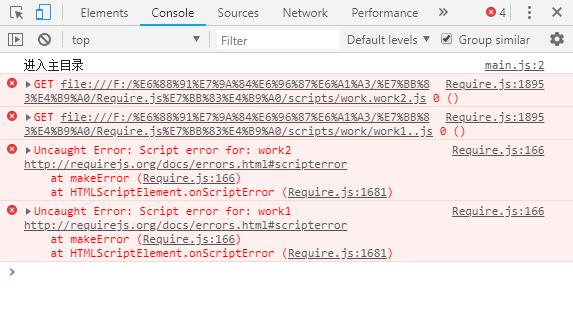 Elements Console Sources Network Performance » 4
top Filter Default levels Group similar
进入主目录 main.js:2
GET file:///F:/%E6%88%91%E7%9A%84%E6%96%87%E6%A1%A3/%E7%BB%8 Require.js:1895
3%E4%B9%A0/Require.js%E7%BB%83%E4%B9%A0/scripts/work.work2.js 0 ()
GET file:///F:/%E6%88%91%E7%9A%84%E6%96%87%E6%A1%A3/%E7%BB%8 Require.js:1895
3%E4%B9%A0/Require.js%E7%BB%83%E4%B9%A0/scripts/work/work1..js 0 ()
Uncaught Error: Script error for: work2 Require.js:166
http://requirejs.org/docs/errors.html#scripterror
at makeError (Require.js:166)
at HTMLScriptElement.onScriptError (Require.js:1681)
Uncaught Error: Script error for: work1 Require.js:166
http://requirejs.org/docs/errors.html#scripterror
at makeError (Require.js:166)
at HTMLScriptElement.onScriptError (Require.js:1681)